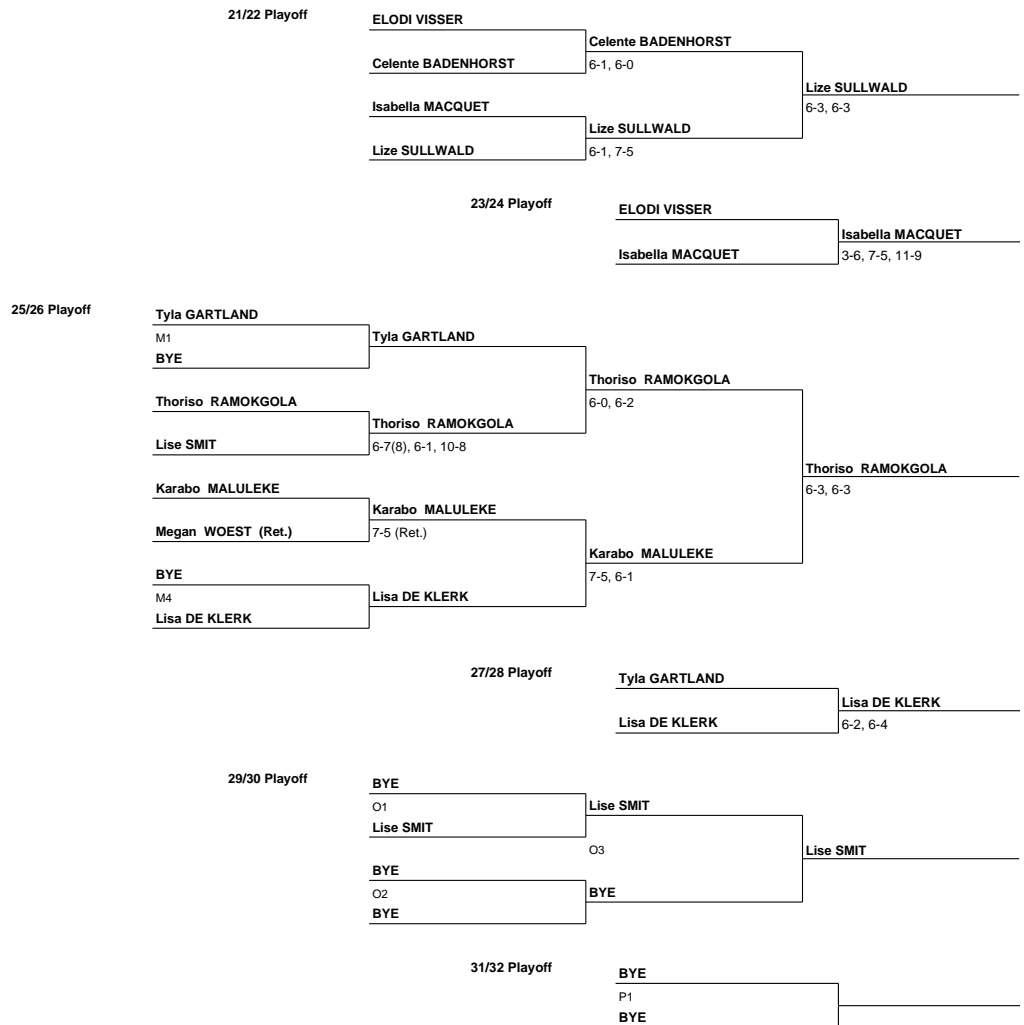 21/22 Playoff
ELODI VISSER
Celente BADENHORST
Celente BADENHORST
6-1, 6-0
Lize SULLWALD
Isabella MACQUET
6-3, 6-3
Lize SULLWALD
Lize SULLWALD
6-1, 7-5
23/24 Playoff
ELODI VISSER
Isabella MACQUET
Isabella MACQUET
3-6, 7-5, 11-9
25/26 Playoff
Tyla GARTLAND
M1
Tyla GARTLAND
BYE
Thoriso RAMOKGOLA
Thoriso RAMOKGOLA
6-0, 6-2
Thoriso RAMOKGOLA
Lise SMIT
6-7(8), 6-1, 10-8
Thoriso RAMOKGOLA
Karabo MALULEKE
6-3, 6-3
Karabo MALULEKE
Megan WOEST (Ret.)
7-5 (Ret.)
Karabo MALULEKE
BYE
7-5, 6-1
M4
Lisa DE KLERK
Lisa DE KLERK
27/28 Playoff
Tyla GARTLAND
Lisa DE KLERK
Lisa DE KLERK
6-2, 6-4
29/30 Playoff
BYE
O1
Lise SMIT
Lise SMIT
O3
Lise SMIT
BYE
O2
BYE
BYE
31/32 Playoff
BYE
P1
BYE